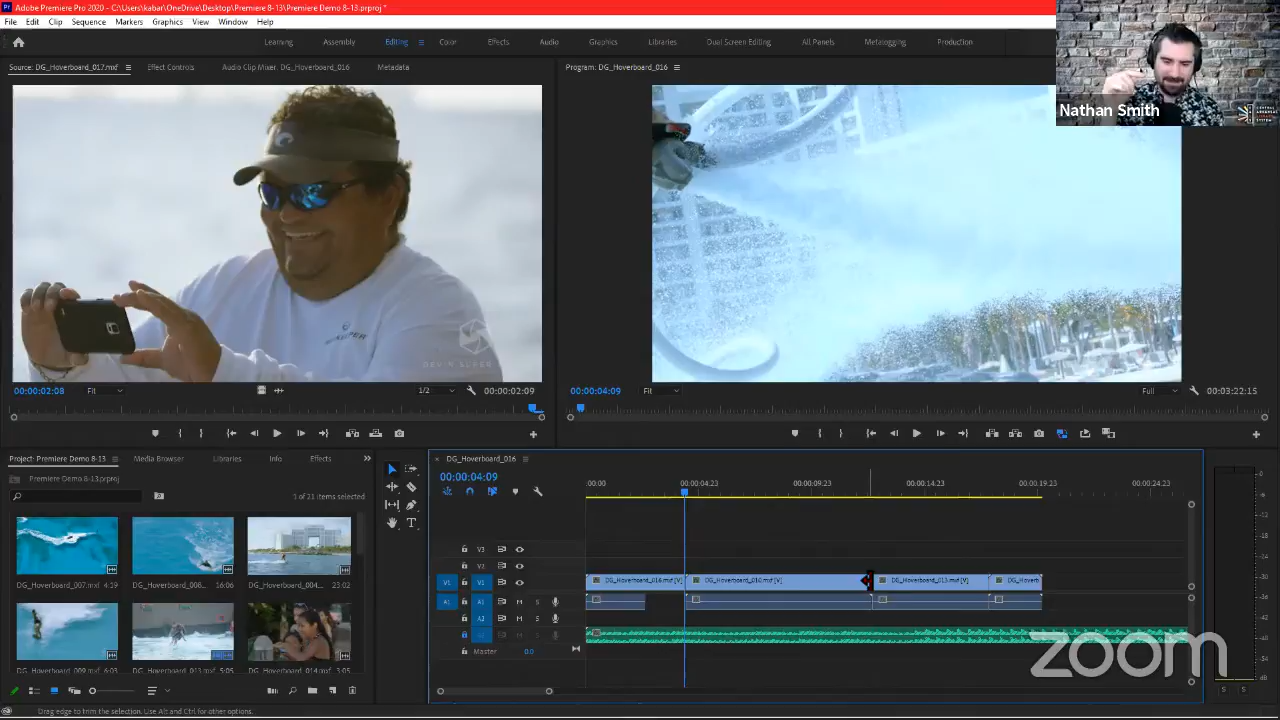 Adobe Premiere Pro 2020 - C:\Users\kabar\OneDrive\Desktop\Premiere 8-13\Premiere Demo 8-13.prproj *
File Edit Clip Sequence Markers Graphics View Window Help
Learning Assembly Editing Color Effects Audio Graphics Libraries Dual Screen Editing All Panels Metalogging Production
Nathan Smith
CENTRAL ARKANSAS LIBRARY SYSTEM
Source: DG_Hoverboard_017.mxf Effect Controls Audio Clip Mixer: DG_Hoverboard_016 Metadata
Program: DG_Hoverboard_016
00:00:02:08 Fit 1/2 00:00:02:09
00:00:04:09 Fit Full 00:03:22:15
Project: Premiere Demo 8-13 Media Browser Libraries Info Effects
Premiere Demo 8-13.prproj
1 of 21 items selected
DG_Hoverboard_007.mxf 4:19
DG_Hoverboard_008... 16:06
DG_Hoverboard_004.mxf 23:02
DG_Hoverboard_009.mxf 6:03
DG_Hoverboard_013.mxf 5:05
DG_Hoverboard_014.mxf 3:06
DG_Hoverboard_016
00:00:04:09
:00:00 00:00:04:23 00:00:09:23 00:00:14:23 00:00:19:23 00:00:24:23
V3
V2
V1 V1 DG_Hoverboard_016.mxf [V] DG_Hoverboard_010.mxf [V] DG_Hoverboard_013.mxf [V] DG_Hoverb
A1 A1 M S
A2 M S
Master 0.0
zoom
S S
Drag edge to trim the selection. Use Alt and Ctrl for other options.